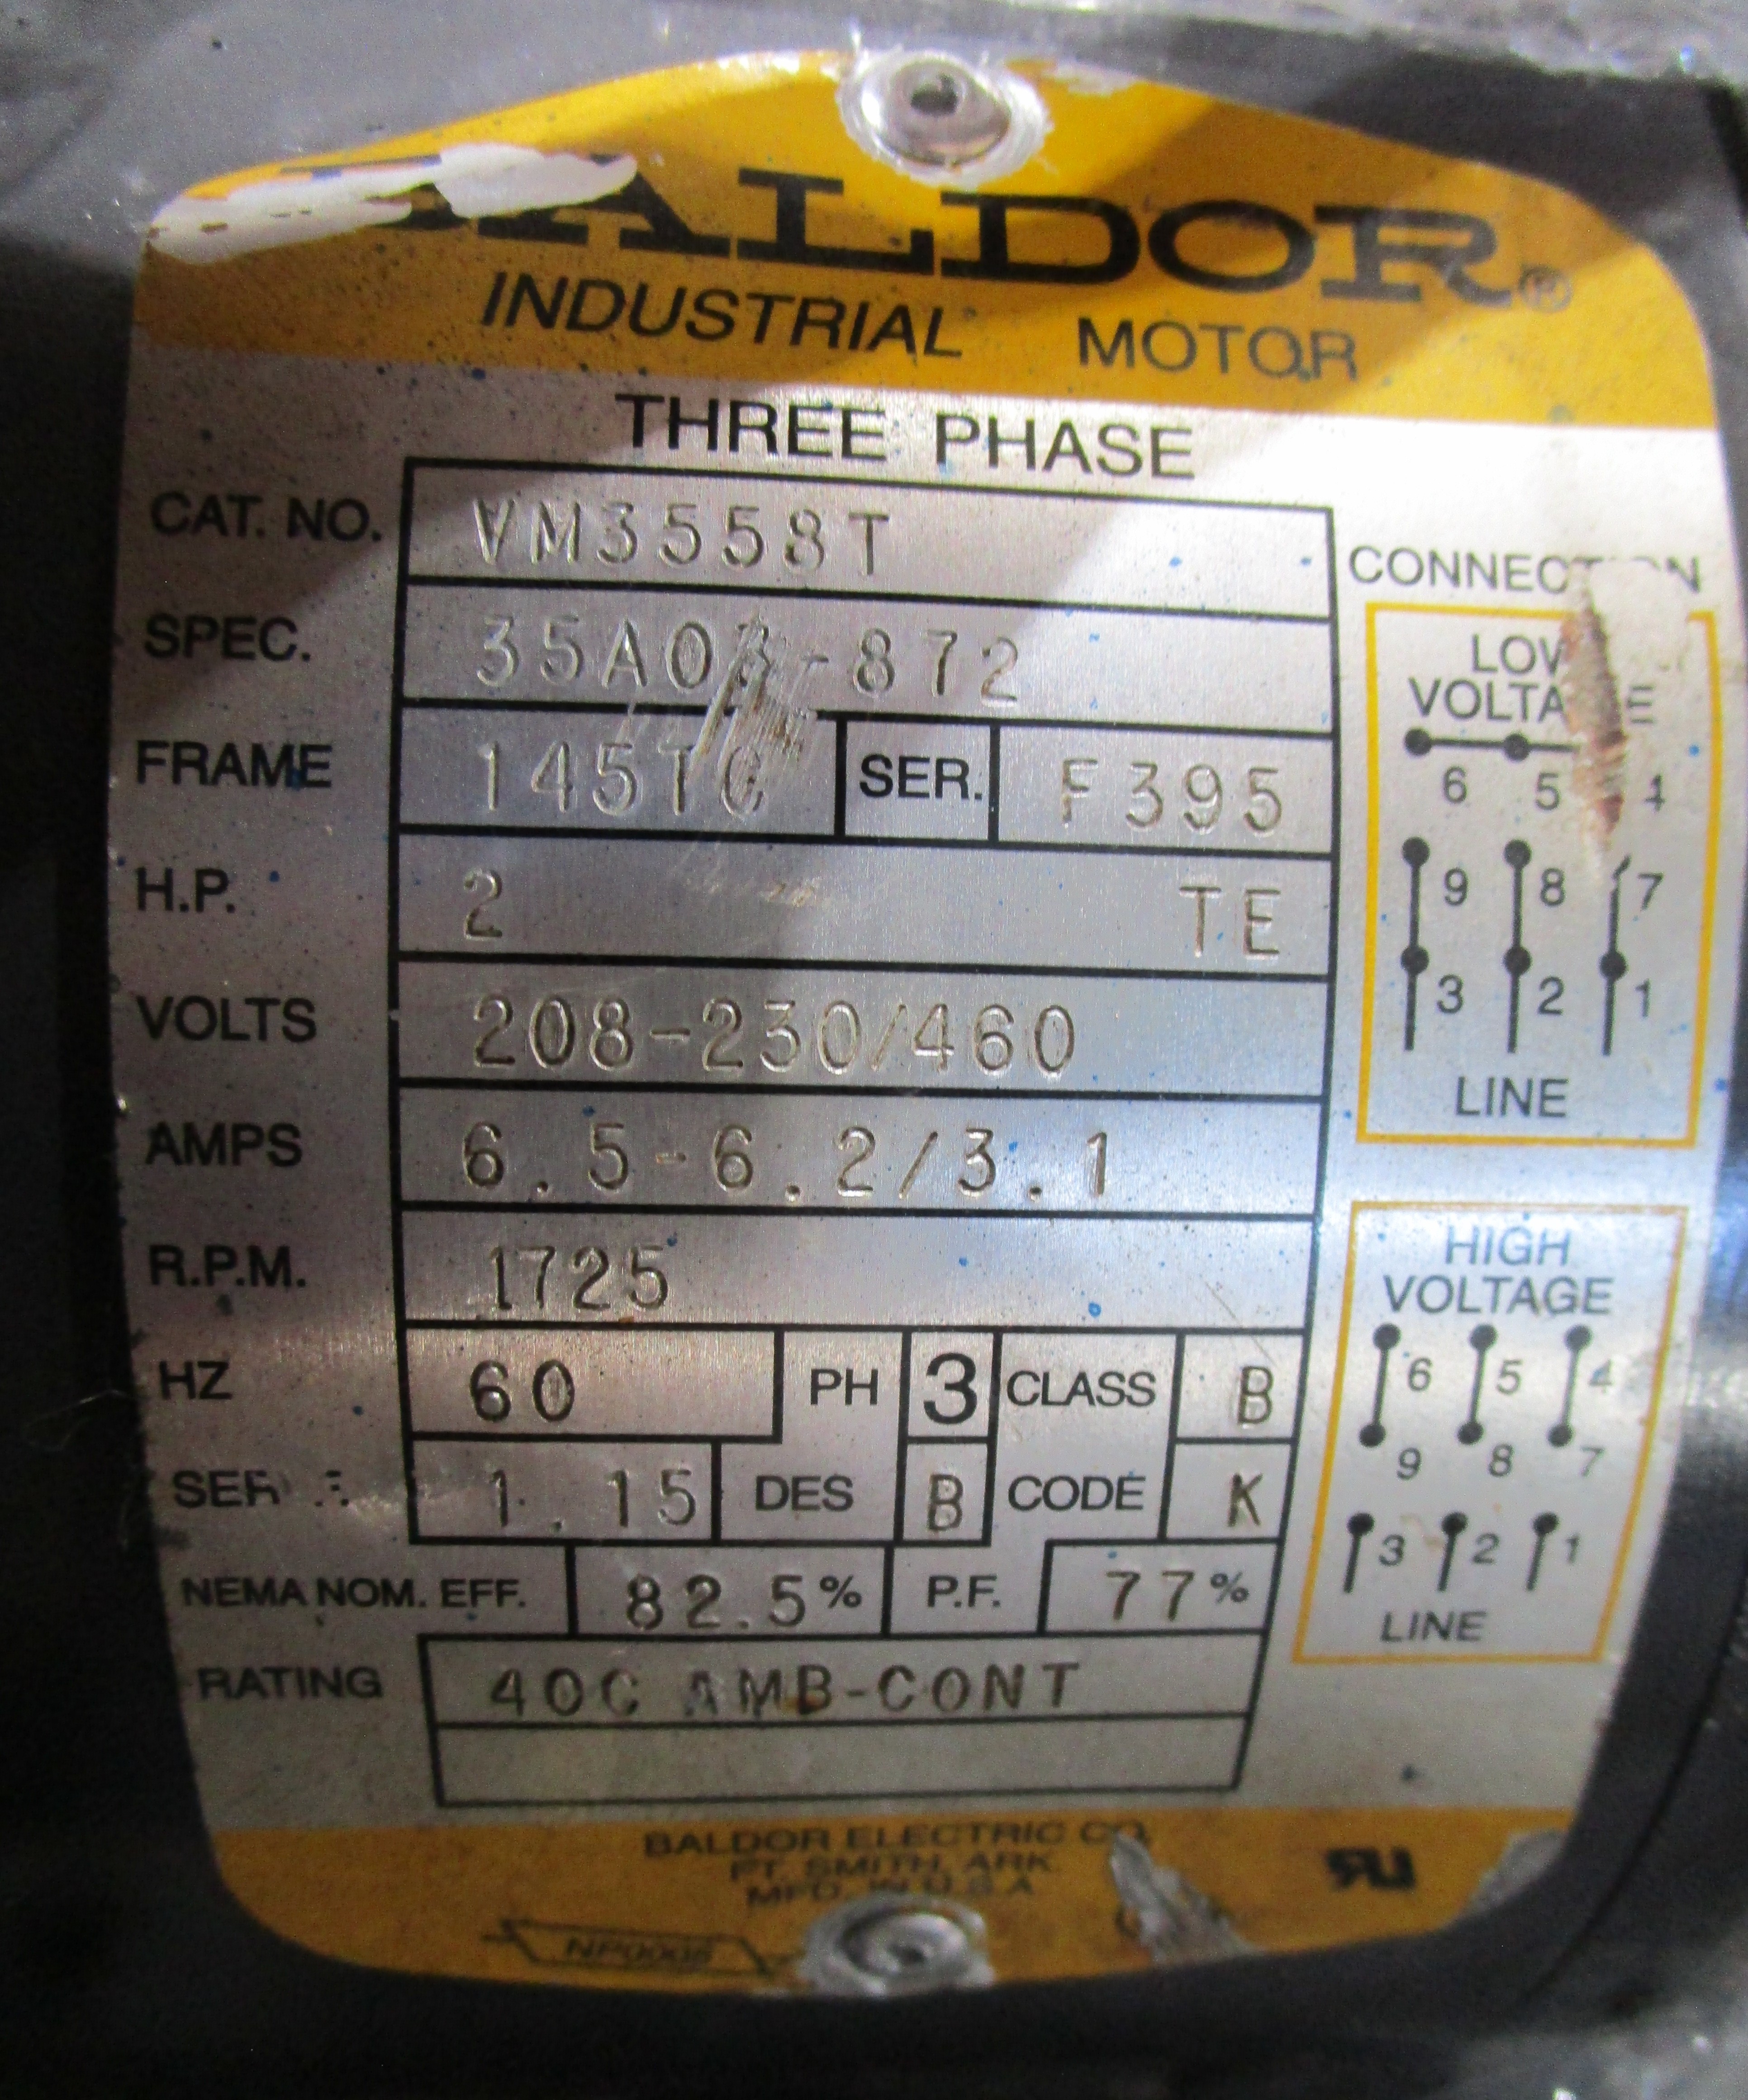 BALDOR®
INDUSTRIAL MOTOR
THREE PHASE
CAT. NO. VM3558T
SPEC. 35A03-872
FRAME 145TC SER. F395
H.P. 2 TE
VOLTS 208-230/460
AMPS 6.5-6.2/3.1
R.P.M. 1725
HZ 60 PH 3 CLASS B
1.15 DES B CODE K
NEMA NOM. EFF. 82.5% P.F. 77%
RATING 40C AMB-CONT
CONNECTION
LOW
VOLTAGE
6 5 4
9 8 7
3 2 1
LINE
HIGH
VOLTAGE
6 5 4
9 8 7
3 2 1
LINE
BALDOR ELECTRIC CO.
FT. SMITH, ARK.
MFD. IN U.S.A